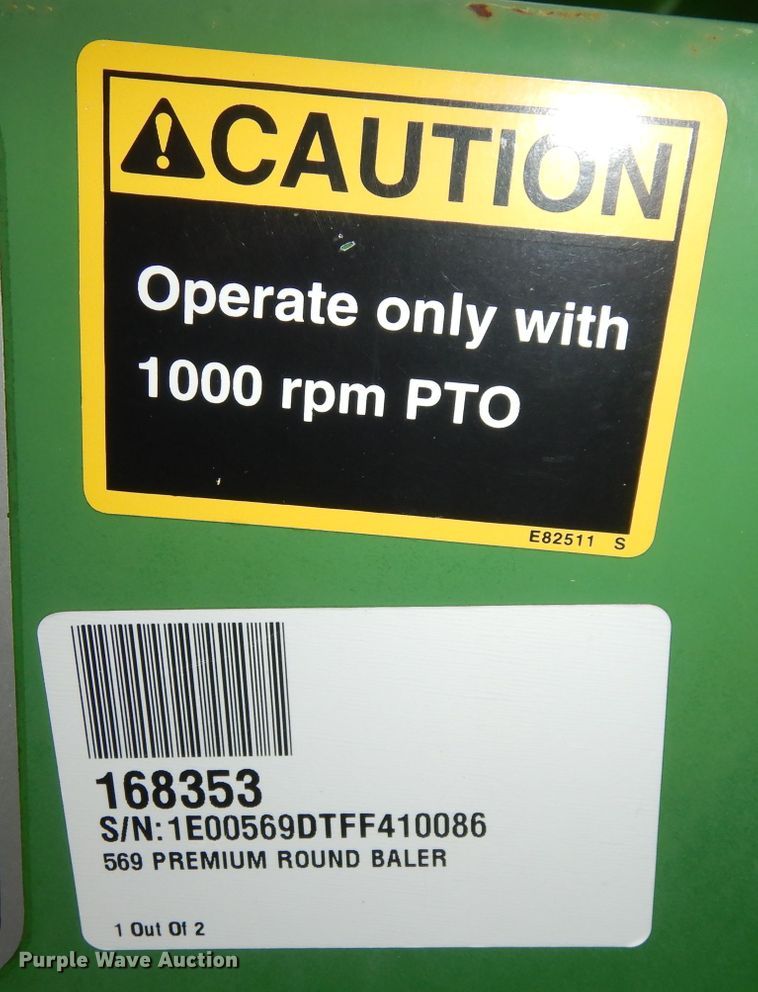 CAUTION
Operate only with
1000 rpm PTO
E82511 S
168353
S/N: 1E00569DTFF410086
569 PREMIUM ROUND BALER
1 Out Of 2
Purple Wave Auction